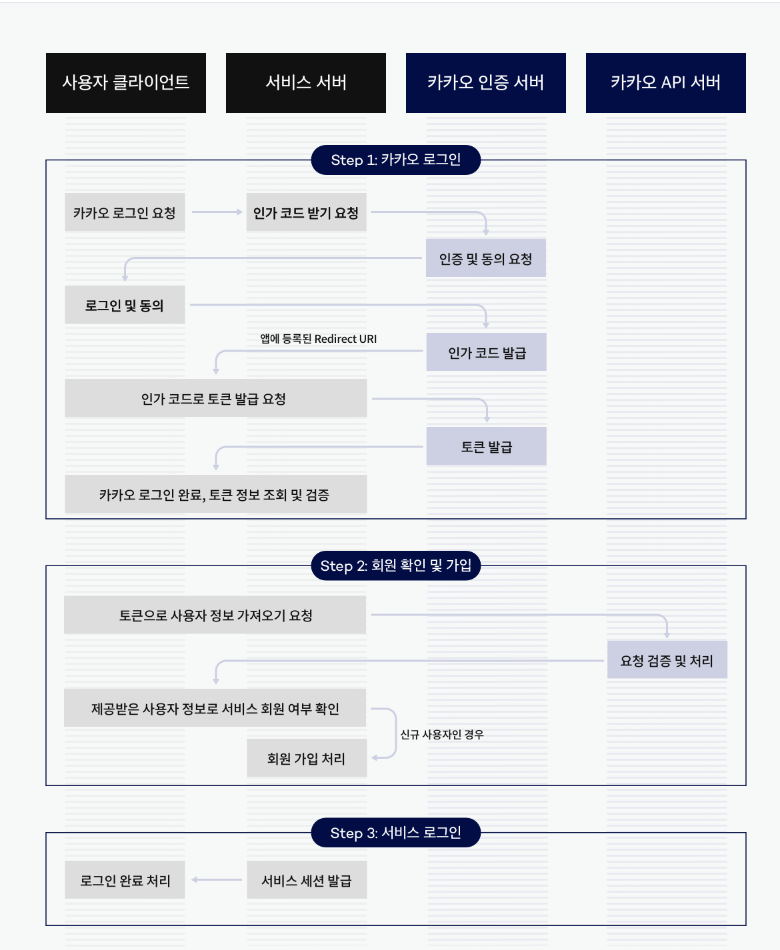 사용자 클라이언트
서비스 서버
카카오 인증 서버
카카오 API 서버
Step 1: 카카오 로그인
카카오 로그인 요청
인가 코드 받기 요청
인증 및 동의 요청
로그인 및 동의
앱에 등록된 Redirect URI
인가 코드 발급
인가 코드로 토큰 발급 요청
토큰 발급
카카오 로그인 완료, 토큰 정보 조회 및 검증
Step 2: 회원 확인 및 가입
토큰으로 사용자 정보 가져오기 요청
요청 검증 및 처리
제공받은 사용자 정보로 서비스 회원 여부 확인
신규 사용자인 경우
회원 가입 처리
Step 3: 서비스 로그인
로그인 완료 처리
서비스 세션 발급